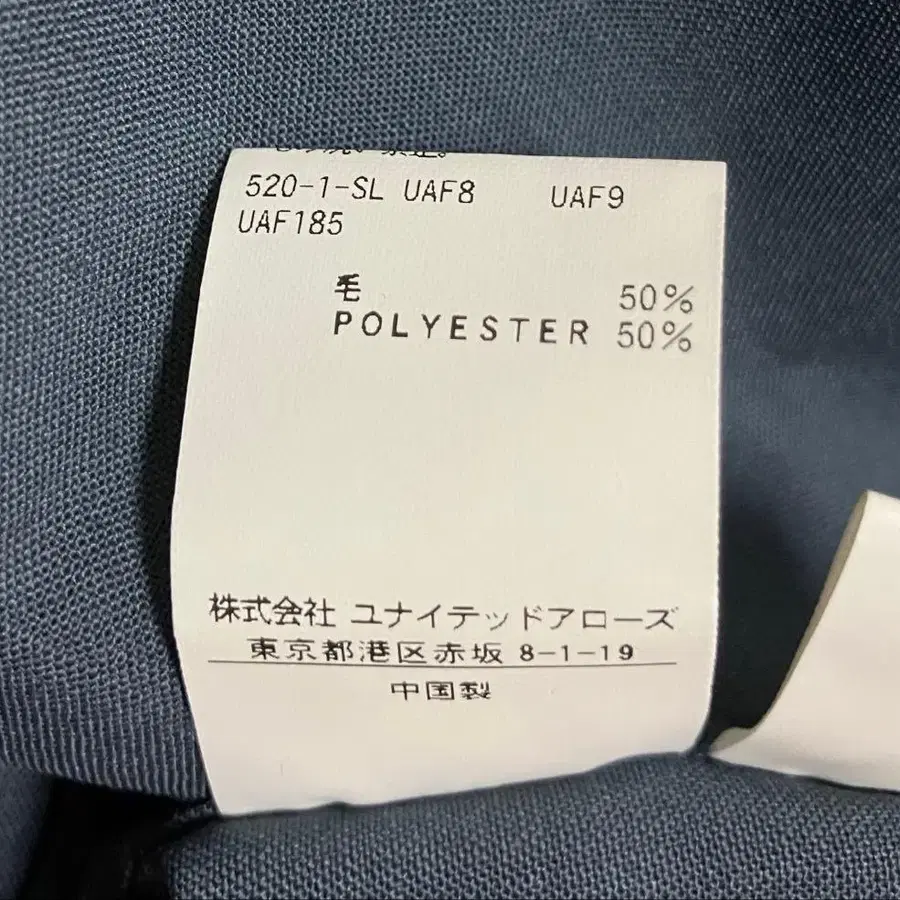 520-1-SL UAF8 UAF9
UAF185
毛 50%
POLYESTER 50%
株式会社 ユナイテッドアローズ
東京都港区赤坂 8-1-19
中国製